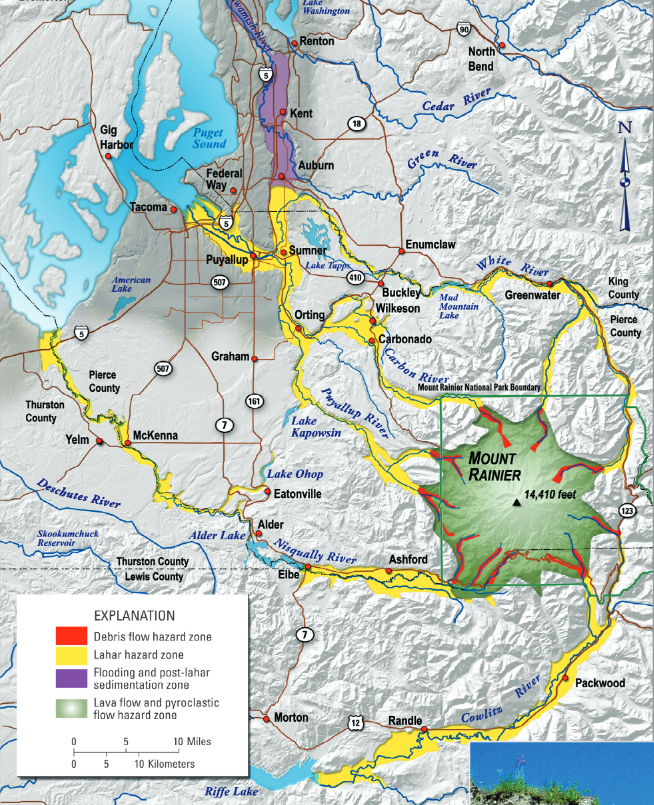 Lake
Washington
Renton
90
North
Bend
5
Kent
Cedar River
18
Gig
Harbor
Puget
Sound
Green River
N
Auburn
Federal
Way
Tacoma
5
Enumclaw
Sumner
Puyallup
Lake Tapps
White River
410
American
Lake
507
Buckley
Mud
Mountain
Lake
Greenwater
King
County
Wilkeson
Orting
Pierce
County
5
Carbonado
Graham
Carbon River
507
Pierce
County
Mount Rainier National Park Boundary
161
Thurston
County
Puyallup River
7
Lake
Kapowsin
Yelm
McKenna
MOUNT
RAINIER
Lake Ohop
Deschutes River
Eatonville
14,410 feet
123
Alder
Skookumchuck
Reservoir
Alder Lake
Nisqually River
Thurston County
Lewis County
Ashford
Elbe
EXPLANATION
Debris flow hazard zone
Lahar hazard zone
Flooding and post-lahar
sedimentation zone
Lava flow and pyroclastic
flow hazard zone
0 5 10 Miles
0 5 10 Kilometers
7
Packwood
Cowlitz River
Morton
12
Randle
Riffe Lake